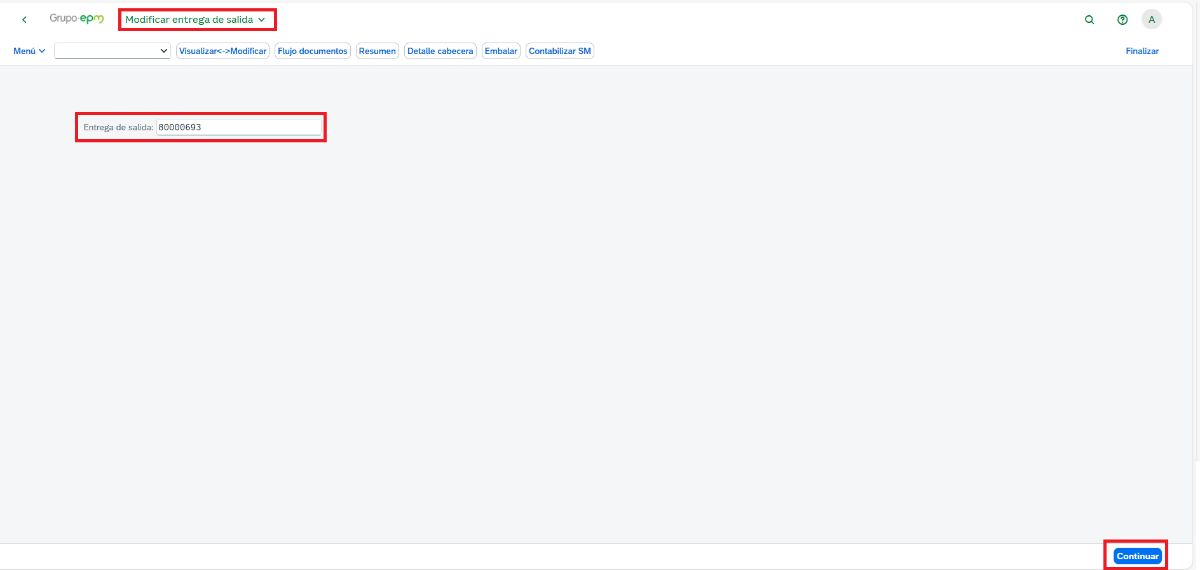 Grupo·epm Modificar entrega de salida A
Menú Visualizar<->Modificar Flujo documentos Resumen Detalle cabecera Embalar Contabilizar SM Finalizar
Entrega de salida: 80000693
Continuar